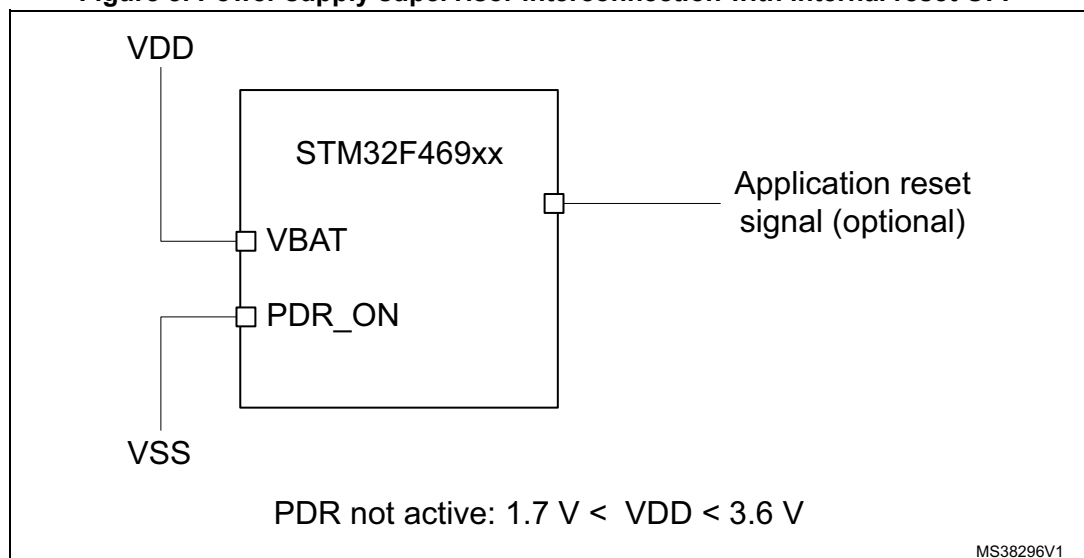 VDD
STM32F469xx
Application reset
signal (optional)
VBAT
PDR_ON
VSS
PDR not active: 1.7 V < VDD < 3.6 V
MS38296V1